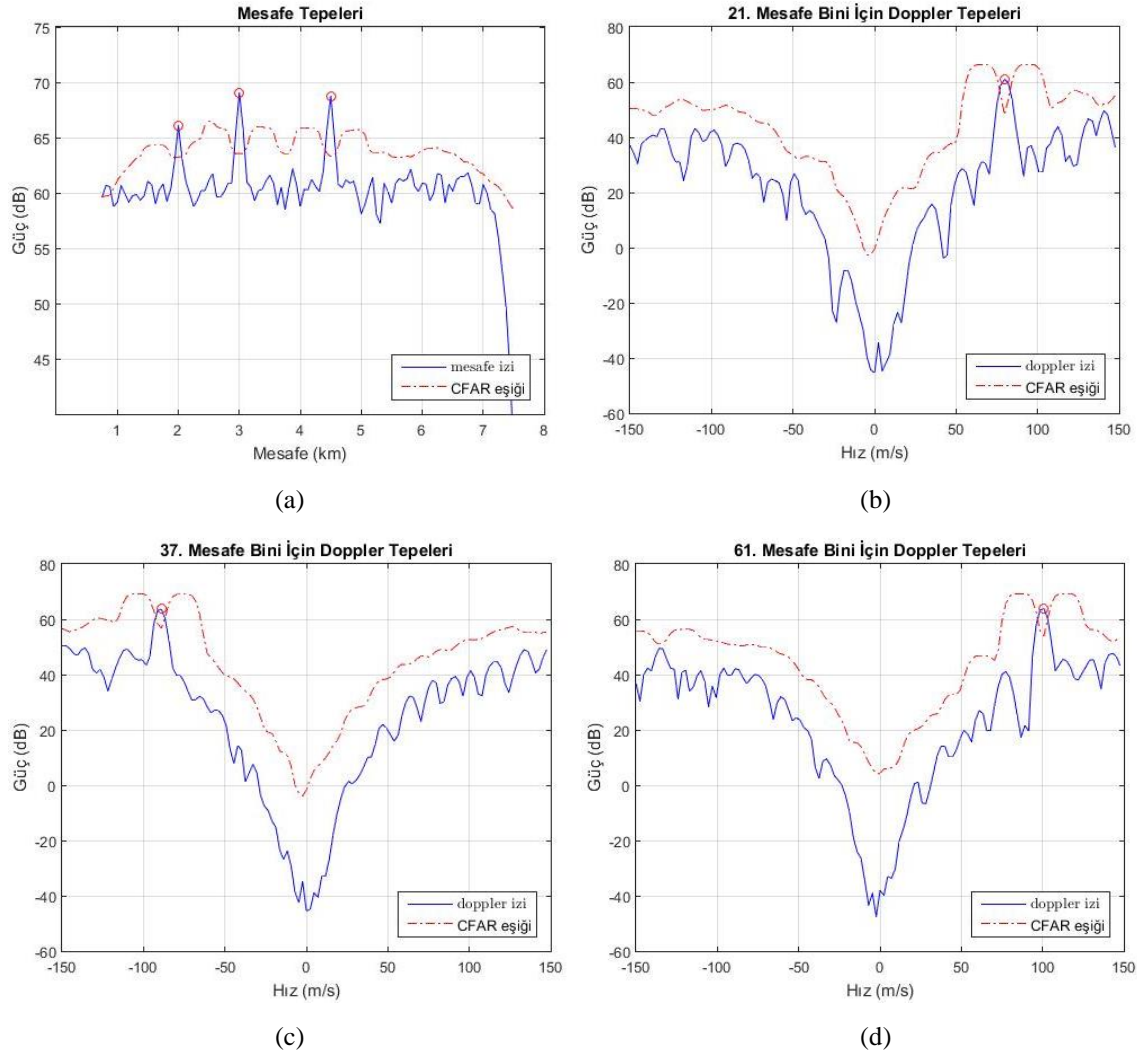 Mesafe Tepeleri
75
70
65
60
55
50
45
Güç (dB)
mesafe izi
CFAR eşiği
1 2 3 4 5 6 7 8
Mesafe (km)
(a)
21. Mesafe Bini İçin Doppler Tepeleri
80
60
40
20
0
-20
-40
-60
Güç (dB)
doppler izi
CFAR eşiği
-150 -100 -50 0 50 100 150
Hız (m/s)
(b)
37. Mesafe Bini İçin Doppler Tepeleri
80
60
40
20
0
-20
-40
-60
Güç (dB)
doppler izi
CFAR eşiği
-150 -100 -50 0 50 100 150
Hız (m/s)
(c)
61. Mesafe Bini İçin Doppler Tepeleri
80
60
40
20
0
-20
-40
-60
Güç (dB)
doppler izi
CFAR eşiği
-150 -100 -50 0 50 100 150
Hız (m/s)
(d)